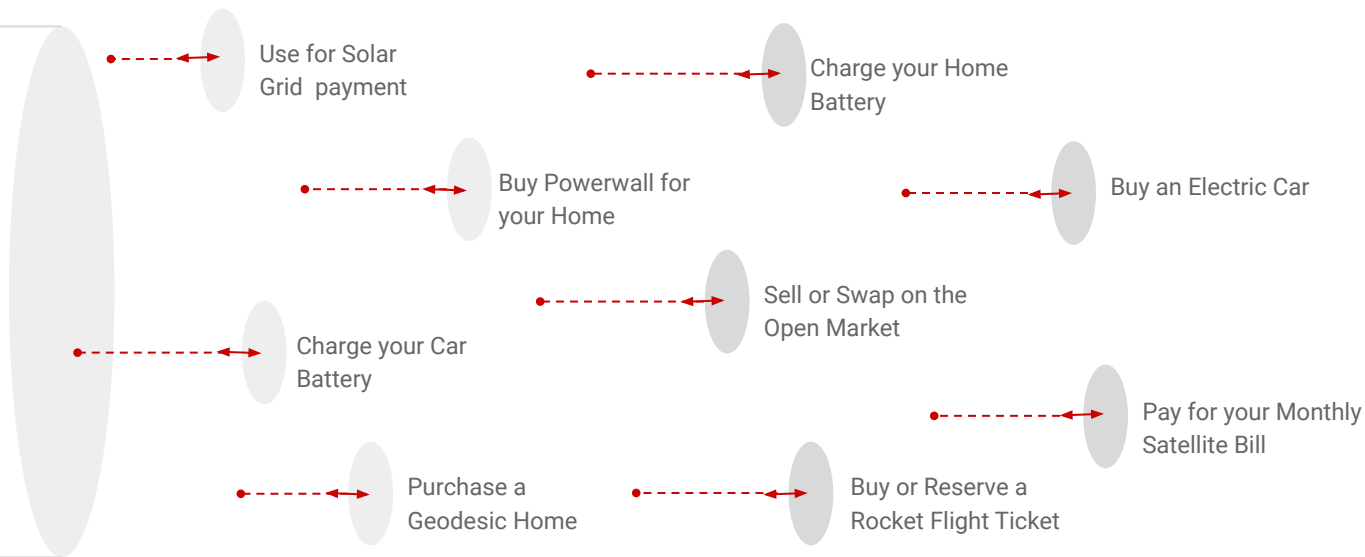 Use for Solar
Grid  payment
Charge your Home
Battery
Buy Powerwall for
your Home
Buy an Electric Car
Sell or Swap on the
Open Market
Charge your Car
Battery
Pay for your Monthly
Satellite Bill
Purchase a
Geodesic Home
Buy or Reserve a
Rocket Flight Ticket